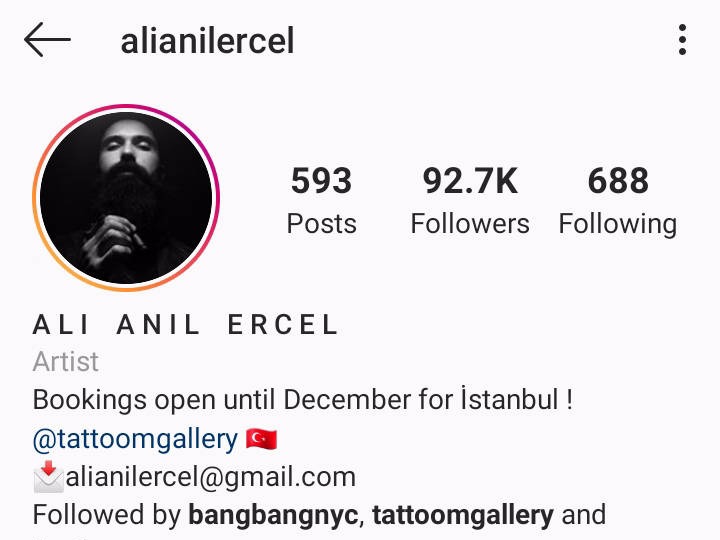 alianilercel
593 92.7K 688
Posts Followers Following
ALI ANIL ERCEL
Artist
Bookings open until December for İstanbul !
@tattoomgallery 🇹🇷
📩alianilercel@gmail.com
Followed by bangbangnyc, tattoomgallery and